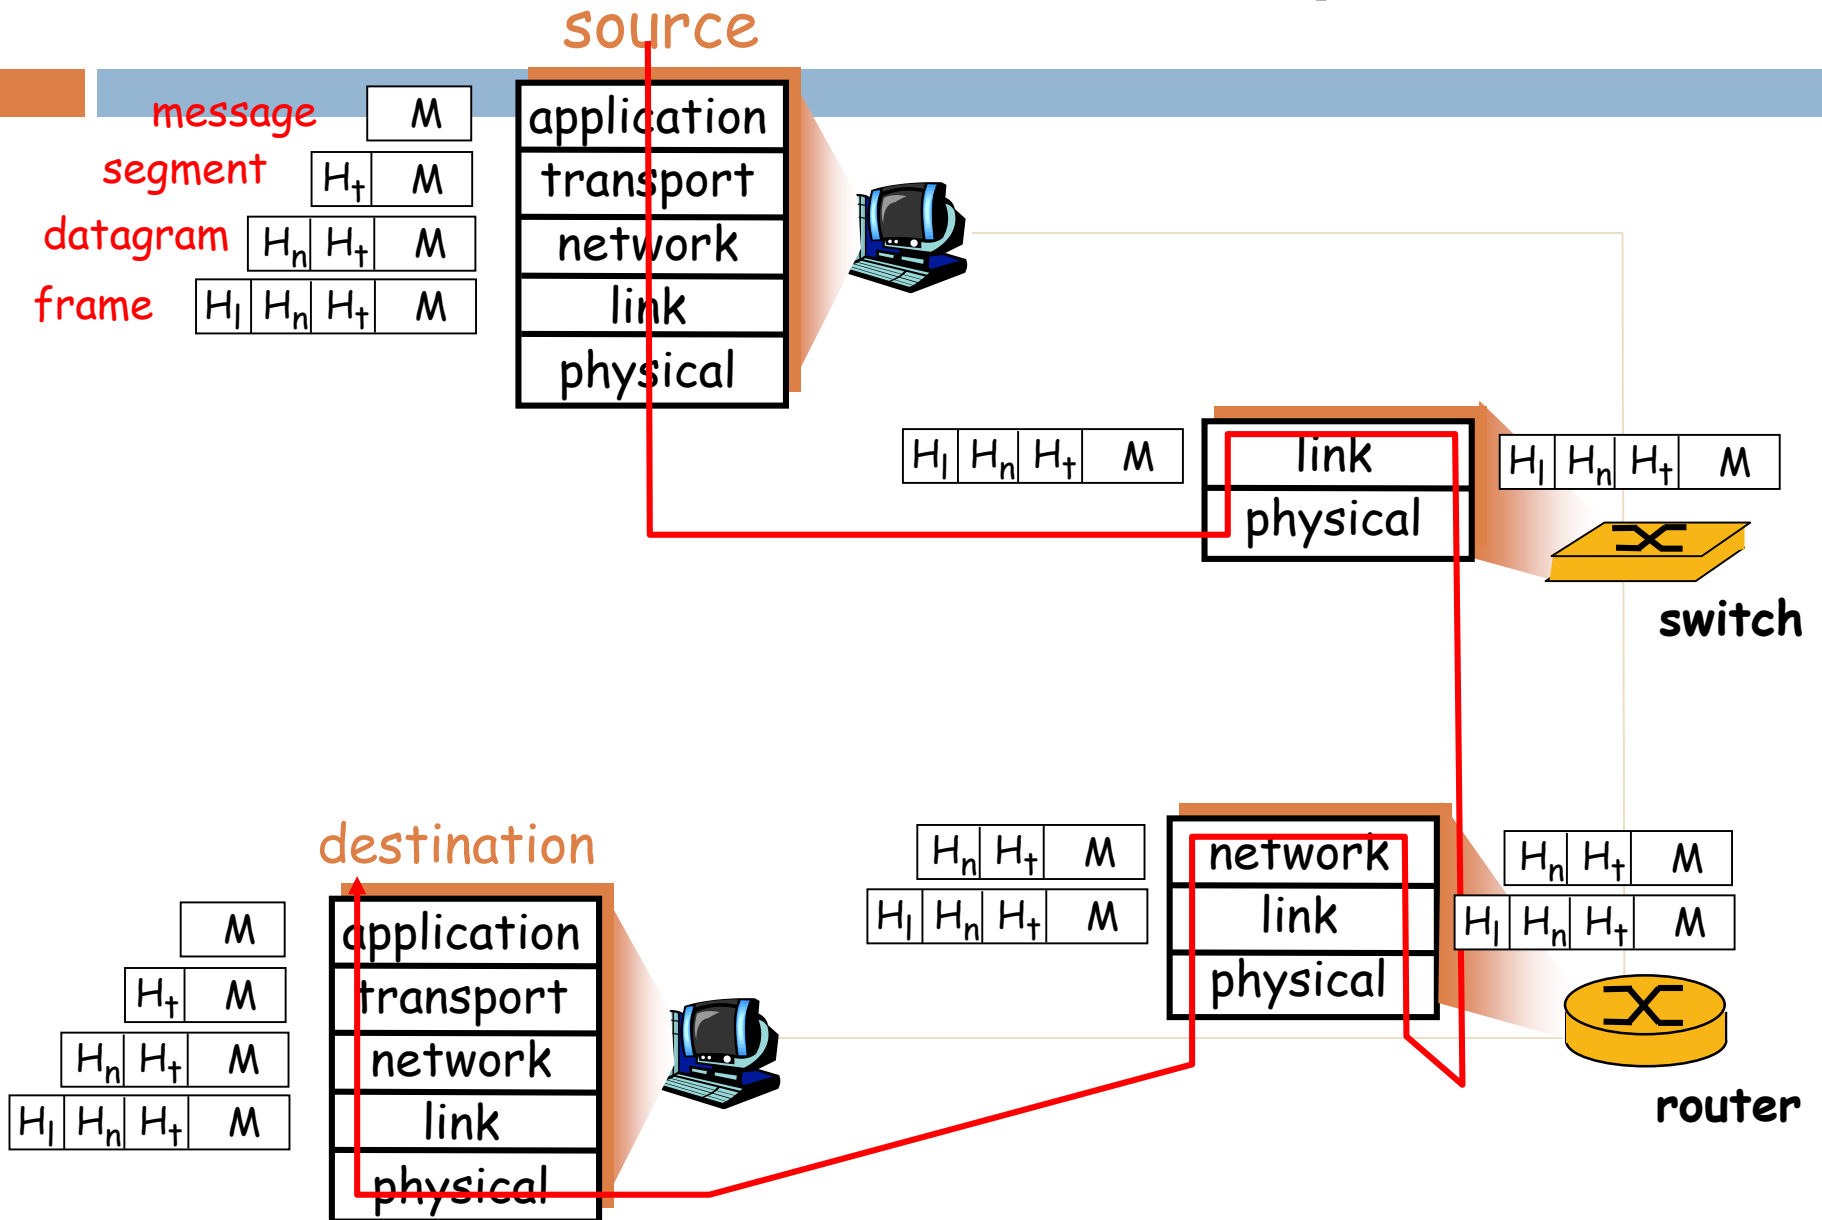 source
message M application
segment Ht M transport
datagram Hn Ht M network
frame Hl Hn Ht M link
physical
Hl Hn Ht M link Hl Hn Ht M
physical
switch
destination
Hn Ht M network Hn Ht M
Hl Hn Ht M link Hl Hn Ht M
physical
router
M application
Ht M transport
Hn Ht M network
Hl Hn Ht M link
physical